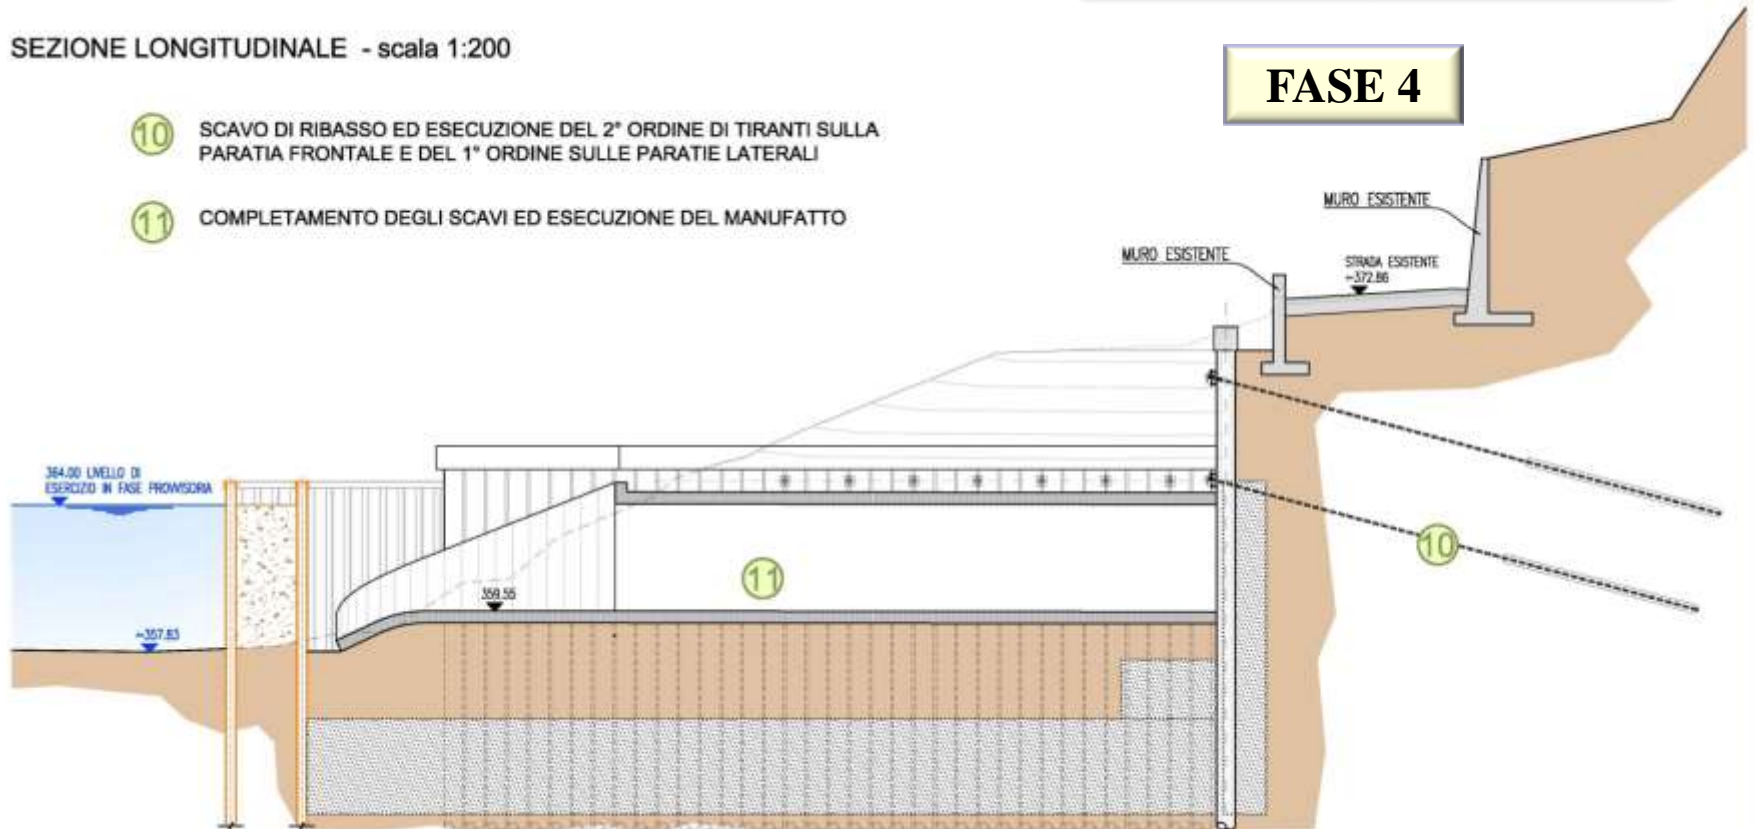 SEZIONE LONGITUDINALE - scala 1:200
FASE 4
10 SCAVO DI RIBASSO ED ESECUZIONE DEL 2° ORDINE DI TIRANTI SULLA
PARATIA FRONTALE E DEL 1° ORDINE SULLE PARATIE LATERALI
11 COMPLETAMENTO DEGLI SCAVI ED ESECUZIONE DEL MANUFATTO
MURO ESISTENTE
MURO ESISTENTE
STRADA ESISTENTE
~372.86
364.00 LIVELLO DI
ESERCIZIO IN FASE PROVVISORIA
10
11
359.55
~357.83